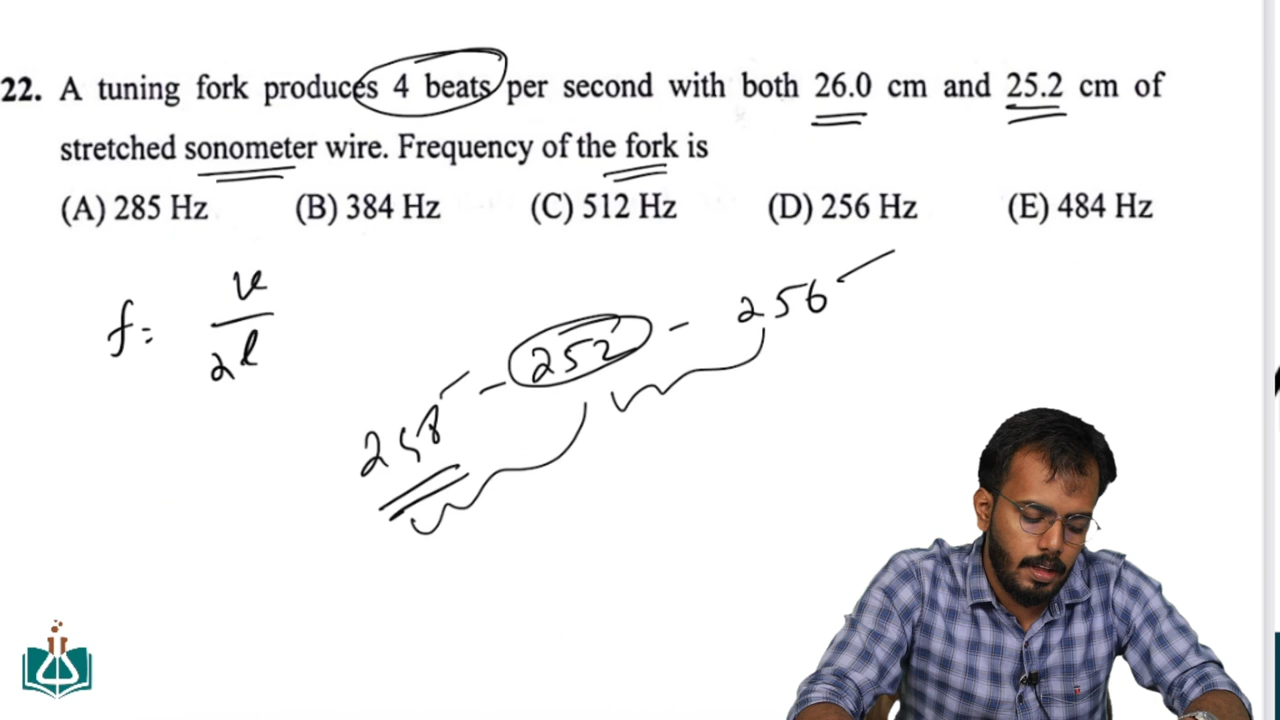 22. A tuning fork produces 4 beats per second with both 26.0 cm and 25.2 cm of
stretched sonometer wire. Frequency of the fork is
(A) 285 Hz (B) 384 Hz (C) 512 Hz (D) 256 Hz (E) 484 Hz
f = v / 2l
248 - 252 - 256